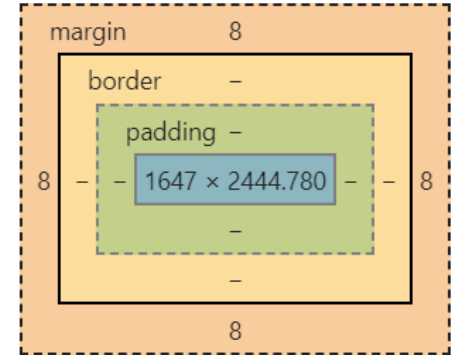 margin 8
border –
padding –
8 – – 1647 × 2444.780 – – 8
–
–
8